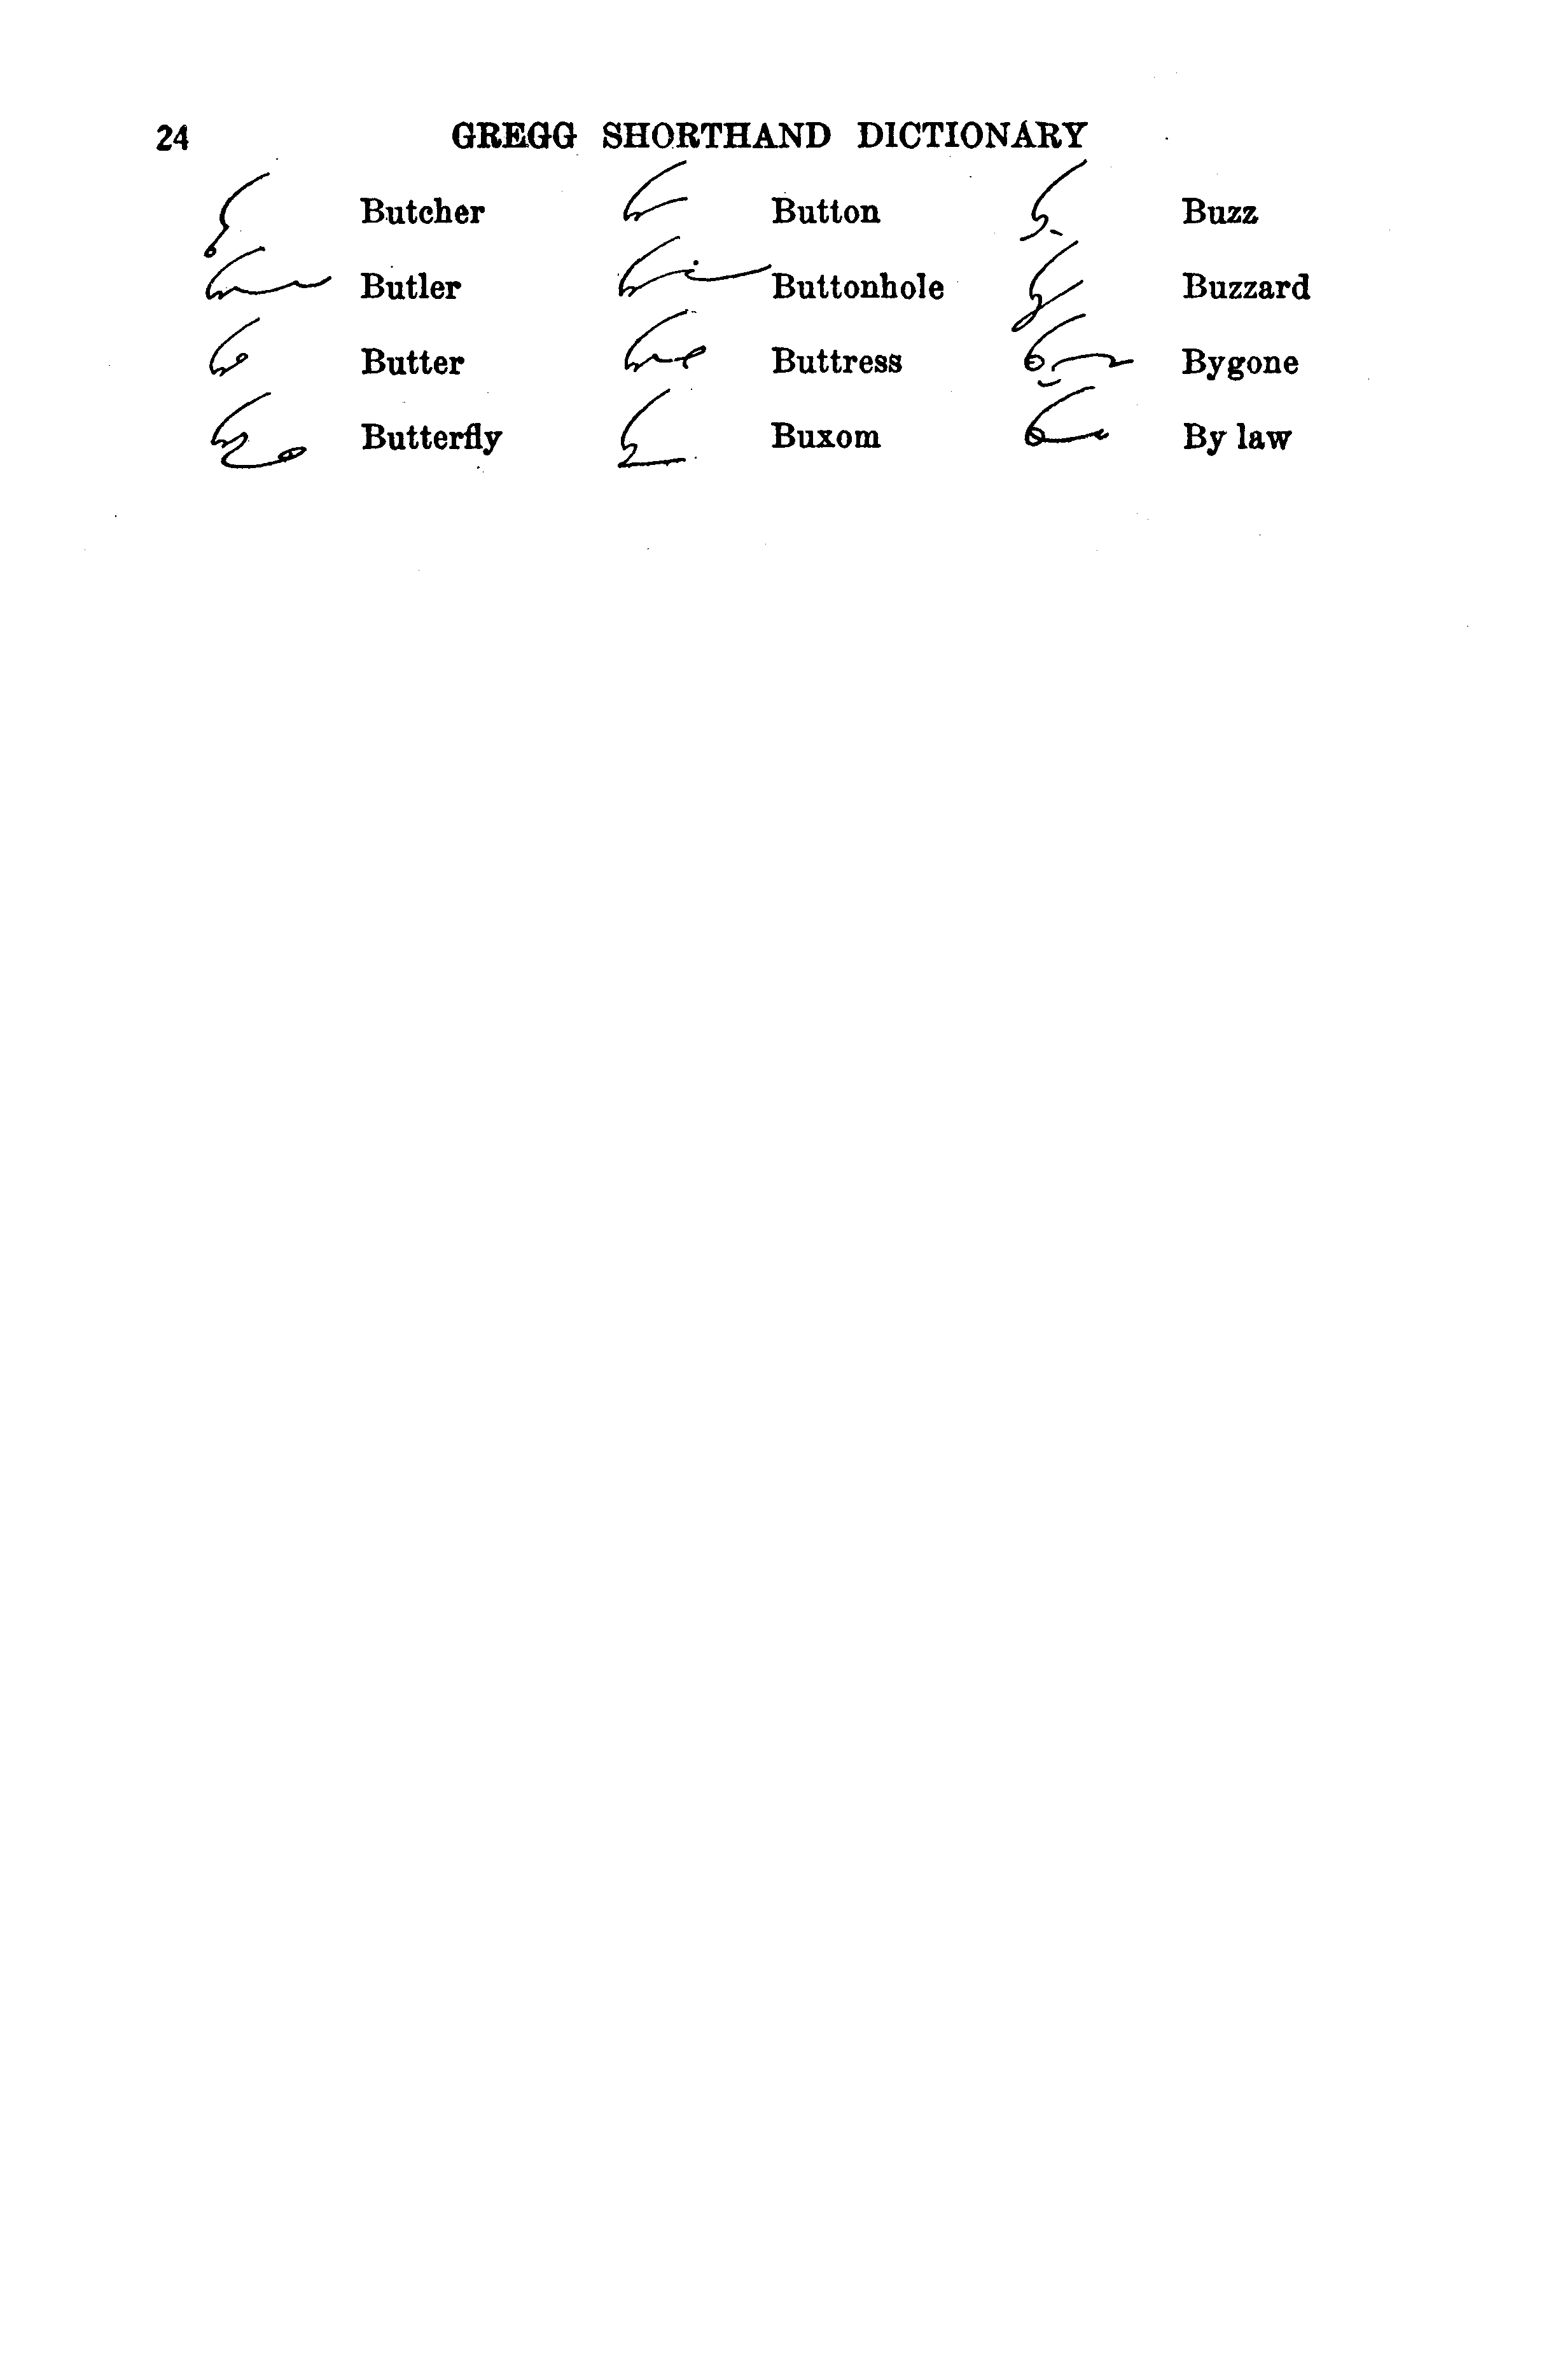 24 GREGG SHORTHAND DICTIONARY
Butcher Button Buzz
Butler Buttonhole Buzzard
Butter Buttress Bygone
Butterfly Buxom By law